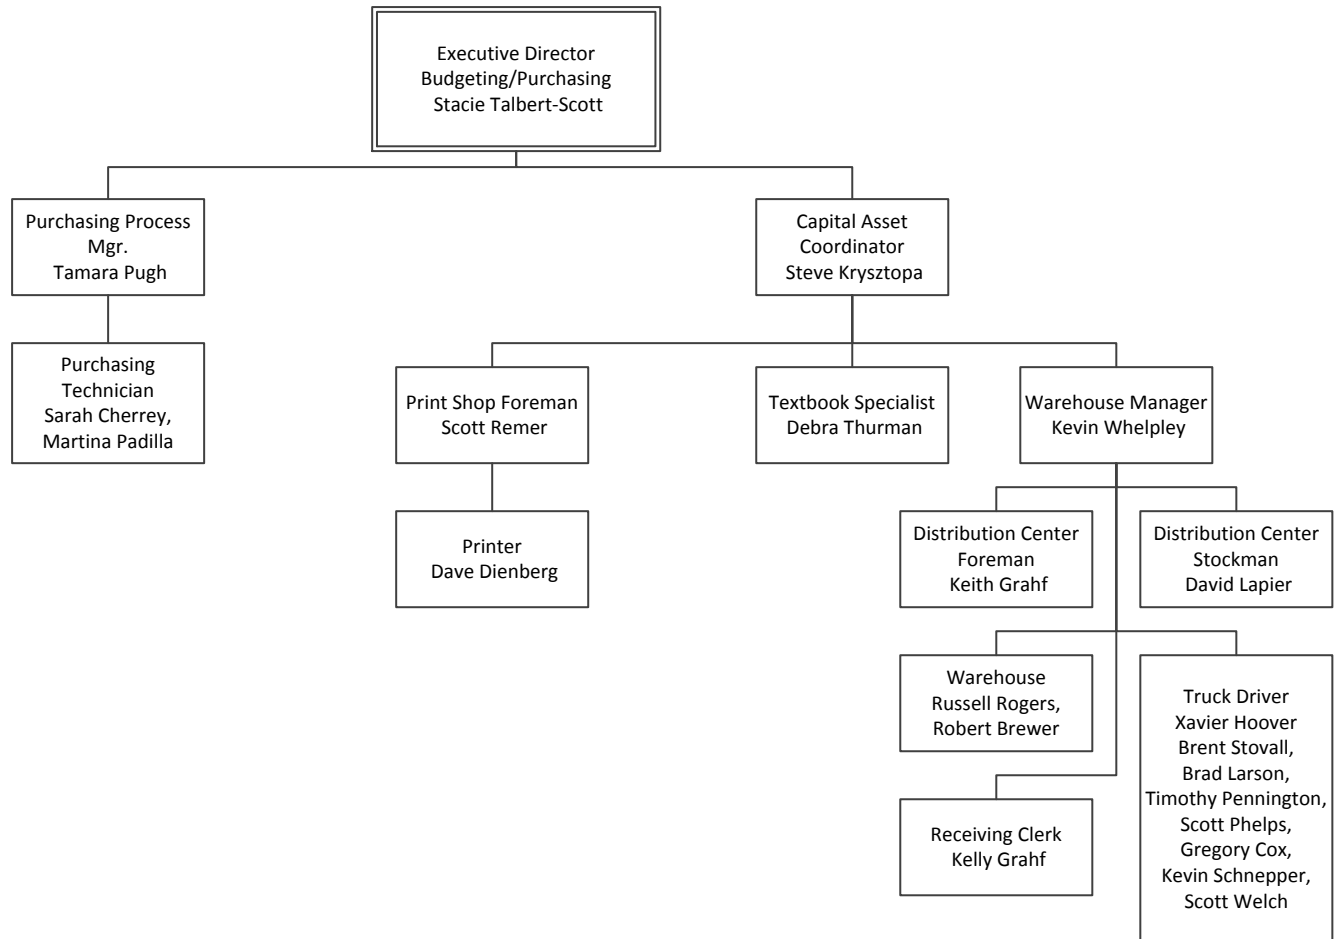 Executive Director
Budgeting/Purchasing
Stacie Talbert-Scott
Purchasing Process
Mgr.
Tamara Pugh
Capital Asset
Coordinator
Steve Krysztopa
Purchasing
Technician
Sarah Cherrey,
Martina Padilla
Print Shop Foreman
Scott Remer
Textbook Specialist
Debra Thurman
Warehouse Manager
Kevin Whelpley
Printer
Dave Dienberg
Distribution Center
Foreman
Keith Grahf
Distribution Center
Stockman
David Lapier
Warehouse
Russell Rogers,
Robert Brewer
Truck Driver
Xavier Hoover
Brent Stovall,
Brad Larson,
Timothy Pennington,
Scott Phelps,
Gregory Cox,
Kevin Schnepper,
Scott Welch
Receiving Clerk
Kelly Grahf